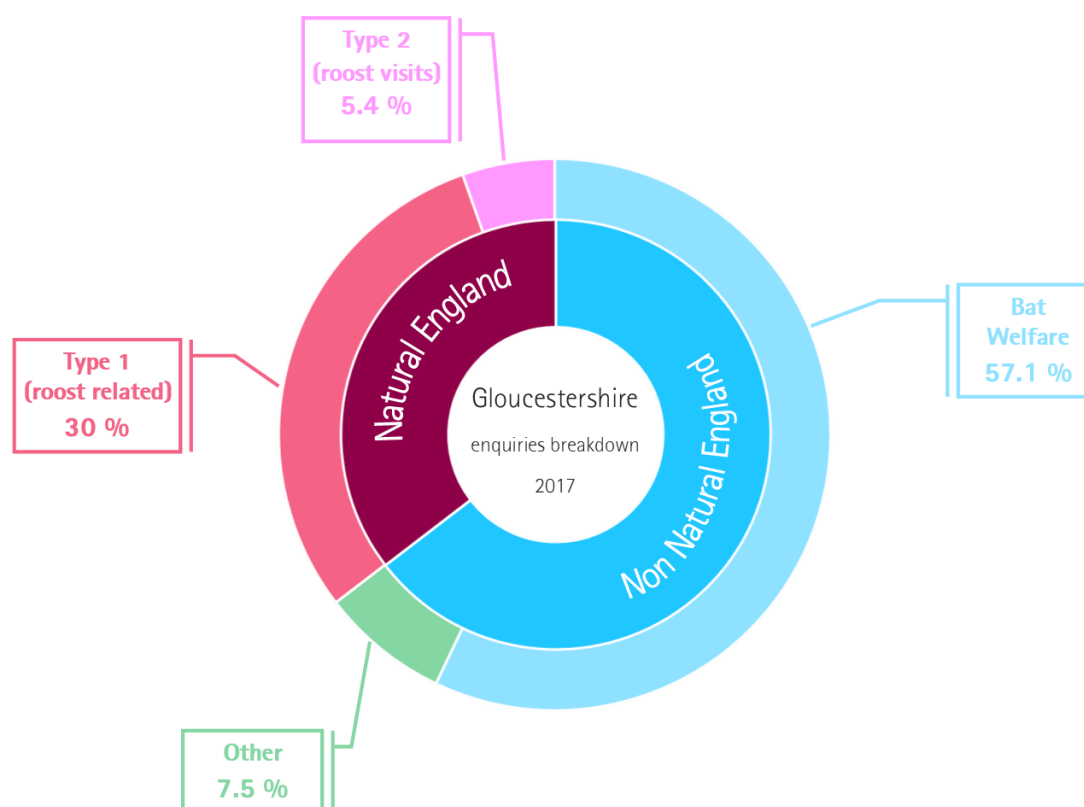 Type 2
(roost visits)
5.4 %
Natural England
Bat
Welfare
57.1 %
Type 1
(roost related)
30 %
Gloucestershire
enquiries breakdown
2017
Non Natural England
Other
7.5 %